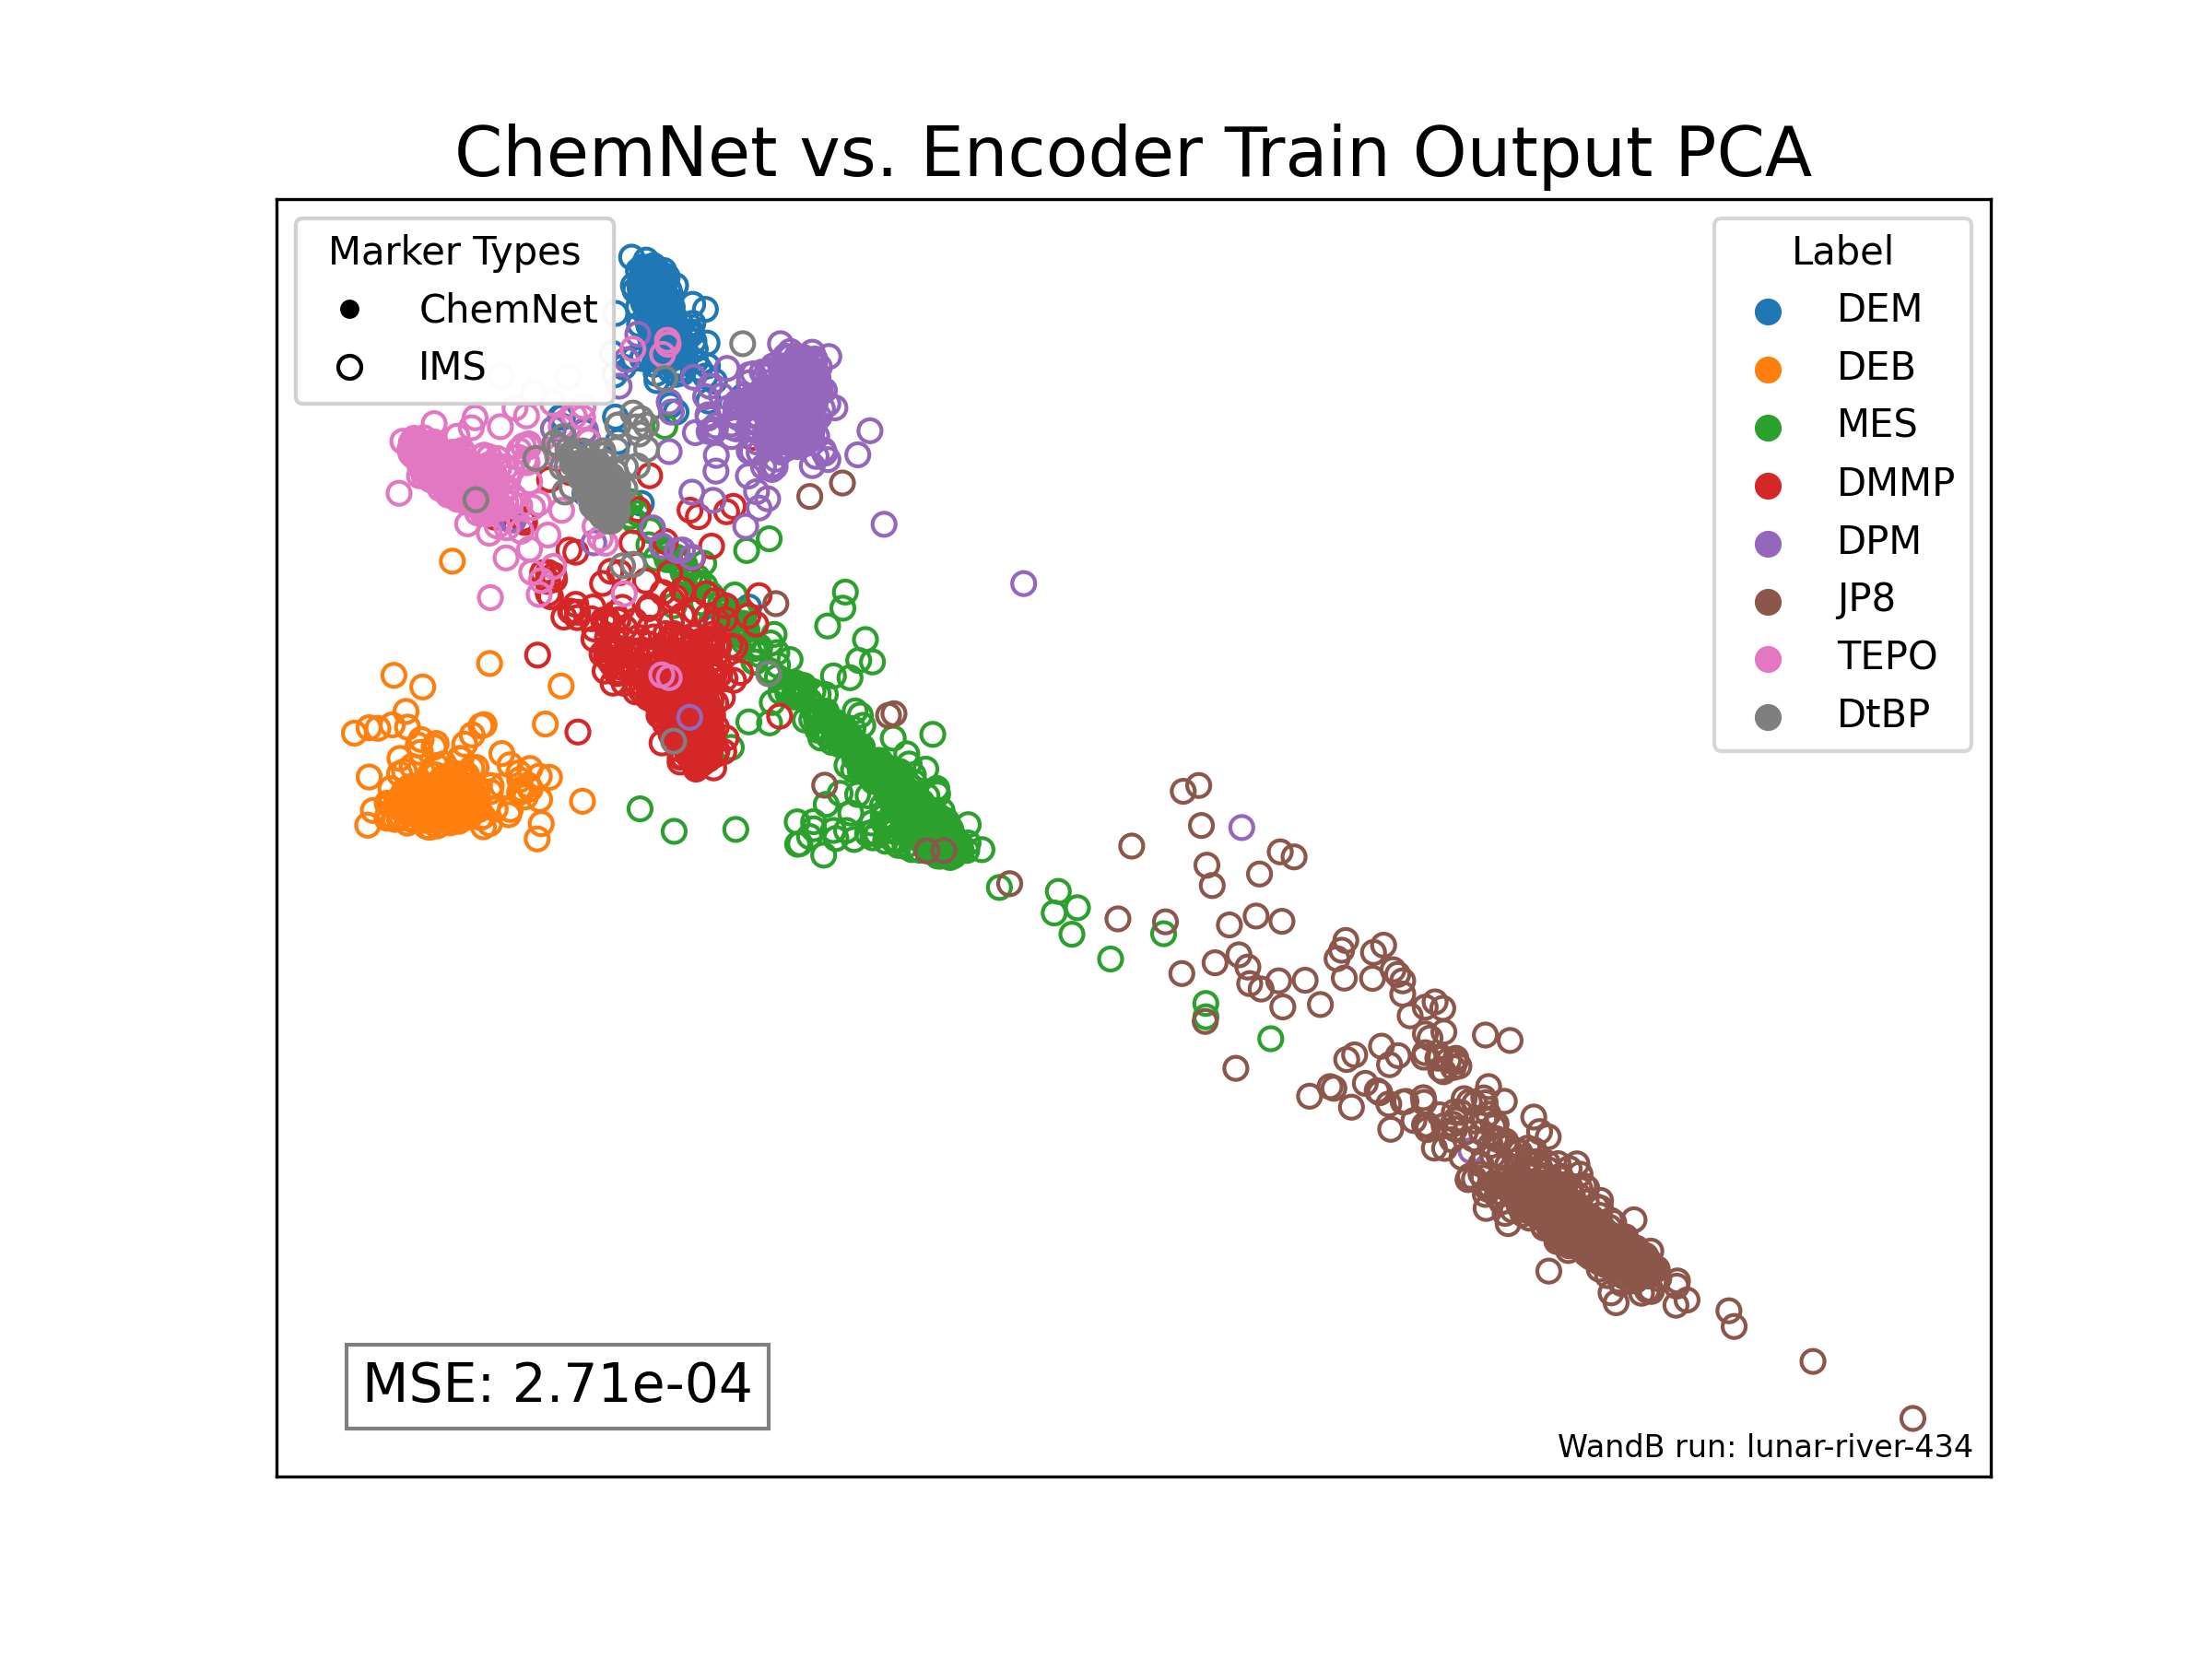 ChemNet vs. Encoder Train Output PCA
Marker Types
ChemNet
IMS
Label
DEM
DEB
MES
DMMP
DPM
JP8
TEPO
DtBP
MSE: 2.71e-04
WandB run: lunar-river-434